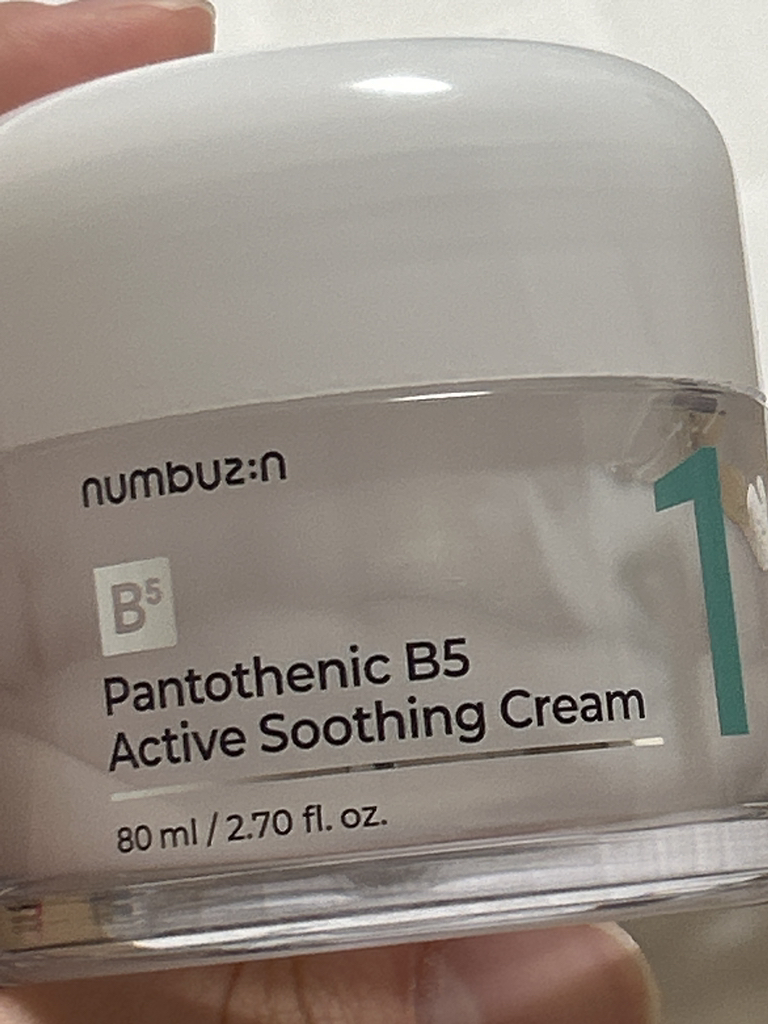 numbuz:n
B5
Pantothenic B5
Active Soothing Cream
80 ml / 2.70 fl. oz.
1